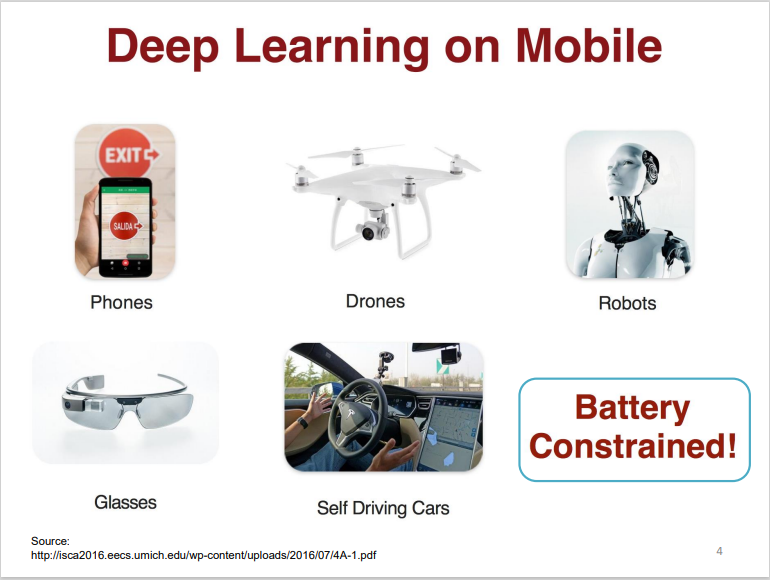 Deep Learning on Mobile
EXIT
SALIDA
Phones
Drones
Robots
Glasses
Self Driving Cars
Battery
Constrained!
Source:
http://isca2016.eecs.umich.edu/wp-content/uploads/2016/07/4A-1.pdf
4